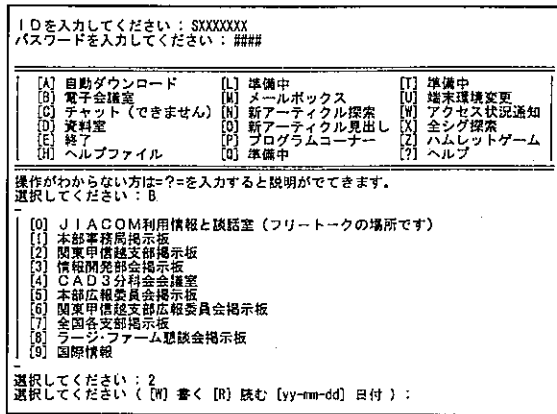 IDを入力してください : SXXXXXXX
パスワードを入力してください : ####
[A] 自動ダウンロード [L] 準備中 [T] 準備中
[B] 電子会議室 [M] メールボックス [U] 端末環境変更
[C] チャット（できません） [N] 新アーティクル探索 [W] アクセス状況通知
[D] 資料室 [O] 新アーティクル見出し [X] 全シグ探索
[E] 終了 [P] プログラムコーナー [Z] ハムレットゲーム
[H] ヘルプファイル [Q] 準備中 [?] ヘルプ
操作がわからない方は=?=を入力すると説明がでてきます。
選択してください : B
[0] JIACOM利用情報と談話室（フリートークの場所です）
[1] 本部事務局掲示板
[2] 関東甲信越支部掲示板
[3] 情報開発部会掲示板
[4] CAD3分科会会議室
[5] 本部広報委員会掲示板
[6] 関東甲信越支部広報委員会掲示板
[7] 全国各支部掲示板
[8] ラージ・ファーム懇談会掲示板
[9] 国際情報
選択してください : 2
選択してください ( [W] 書く [R] 読む [yy-mm-dd] 日付 ) :